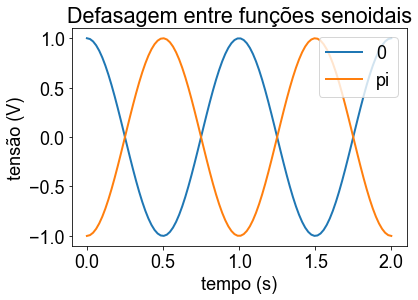 Defasagem entre funções senoidais
1.0
0.5
0.0
−0.5
−1.0
tensão (V)
0
pi
0.0 0.5 1.0 1.5 2.0
tempo (s)